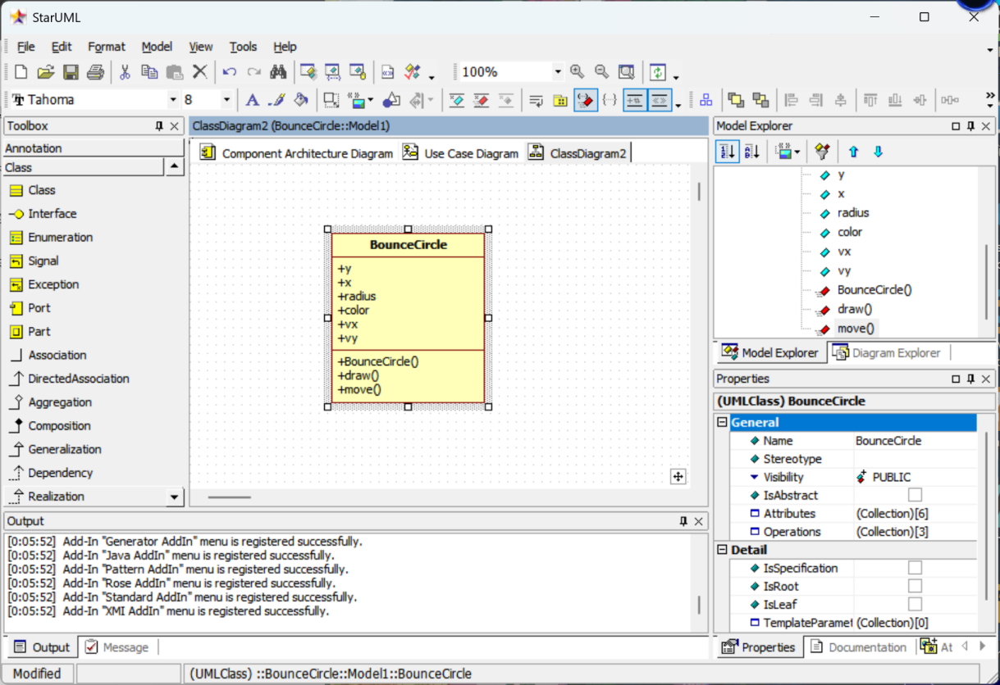 StarUML
File Edit Format Model View Tools Help
100%
Tahoma 8
Toolbox
Annotation
Class
Class
Interface
Enumeration
Signal
Exception
Port
Part
Association
DirectedAssociation
Aggregation
Composition
Generalization
Dependency
Realization
ClassDiagram2 (BounceCircle::Model1)
Component Architecture Diagram Use Case Diagram ClassDiagram2
BounceCircle
+y
+x
+radius
+color
+vx
+vy
+BounceCircle()
+draw()
+move()
Model Explorer
y
x
radius
color
vx
vy
BounceCircle()
draw()
move()
Model Explorer Diagram Explorer
Properties
(UMLClass) BounceCircle
General
Name BounceCircle
Stereotype
Visibility PUBLIC
IsAbstract
Attributes (Collection)[6]
Operations (Collection)[3]
Detail
IsSpecification
IsRoot
IsLeaf
TemplateParamet (Collection)[0]
Properties Documentation At
Output
[0:05:52] Add-In "Generator AddIn" menu is registered successfully.
[0:05:52] Add-In "Java AddIn" menu is registered successfully.
[0:05:52] Add-In "Pattern AddIn" menu is registered successfully.
[0:05:52] Add-In "Rose AddIn" menu is registered successfully.
[0:05:52] Add-In "Standard AddIn" menu is registered successfully.
[0:05:52] Add-In "XMI AddIn" menu is registered successfully.
Output Message
Modified
(UMLClass) ::BounceCircle::Model1::BounceCircle